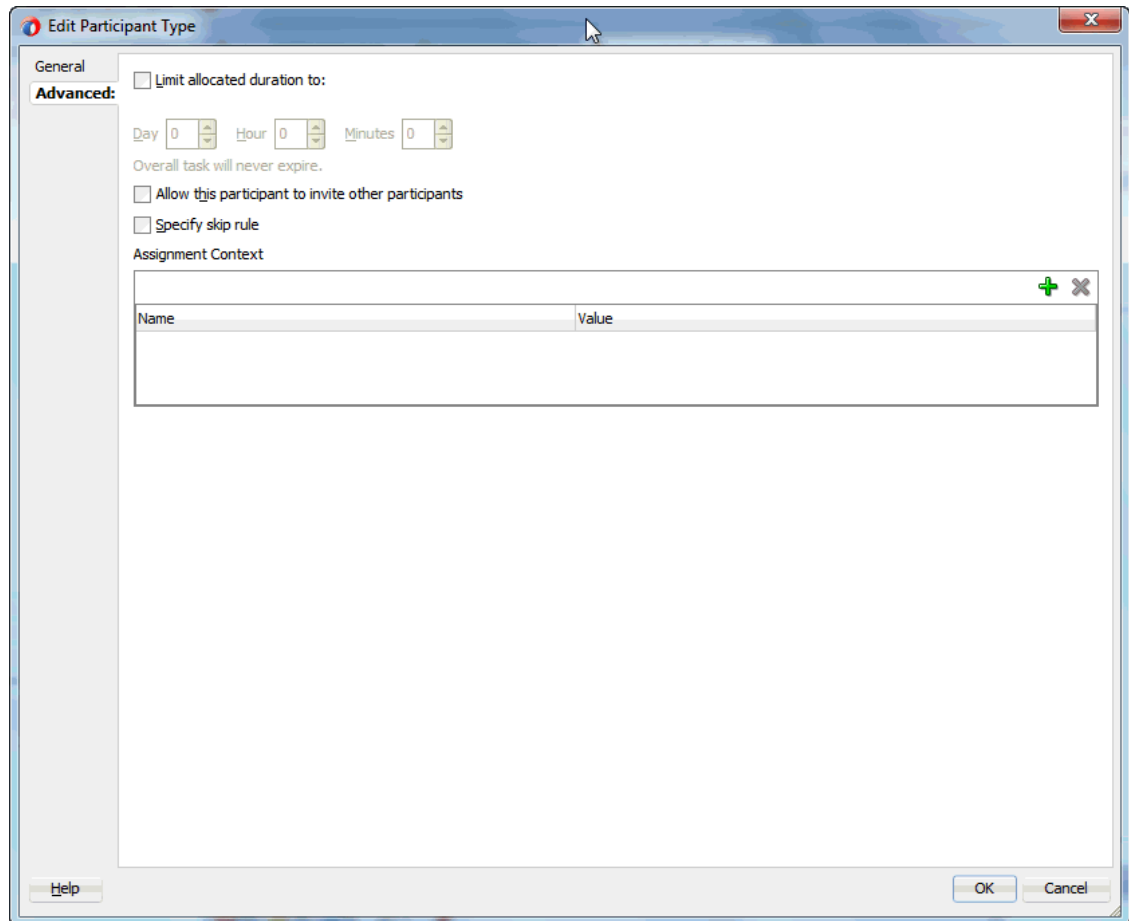 Edit Participant Type
General
Advanced:
Limit allocated duration to:
Day 0 Hour 0 Minutes 0
Overall task will never expire.
Allow this participant to invite other participants
Specify skip rule
Assignment Context
Name Value
Help OK Cancel